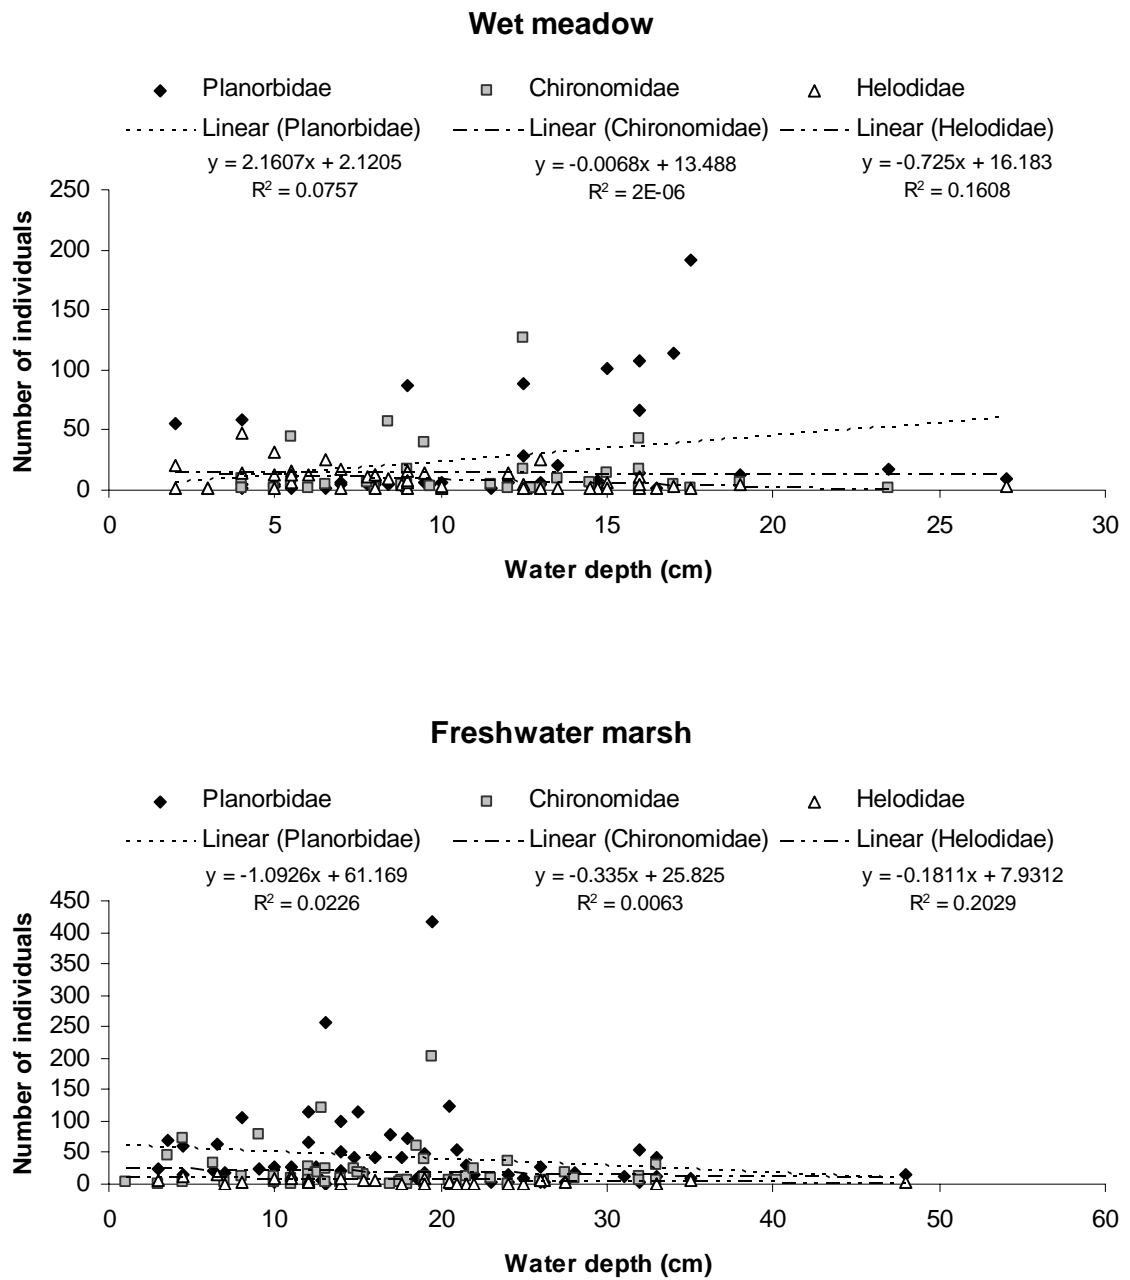 Wet meadow
Planorbidae Chironomidae Helodidae
Linear (Planorbidae) Linear (Chironomidae) Linear (Helodidae)
y = 2.1607x + 2.1205 y = -0.0068x + 13.488 y = -0.725x + 16.183
R² = 0.0757 R² = 2E-06 R² = 0.1608
250
200
150
100
50
0
Number of individuals
0 5 10 15 20 25 30
Water depth (cm)
Freshwater marsh
Planorbidae Chironomidae Helodidae
Linear (Planorbidae) Linear (Chironomidae) Linear (Helodidae)
y = -1.0926x + 61.169 y = -0.335x + 25.825 y = -0.1811x + 7.9312
R² = 0.0226 R² = 0.0063 R² = 0.2029
450
400
350
300
250
200
150
100
50
0
Number of individuals
0 10 20 30 40 50 60
Water depth (cm)